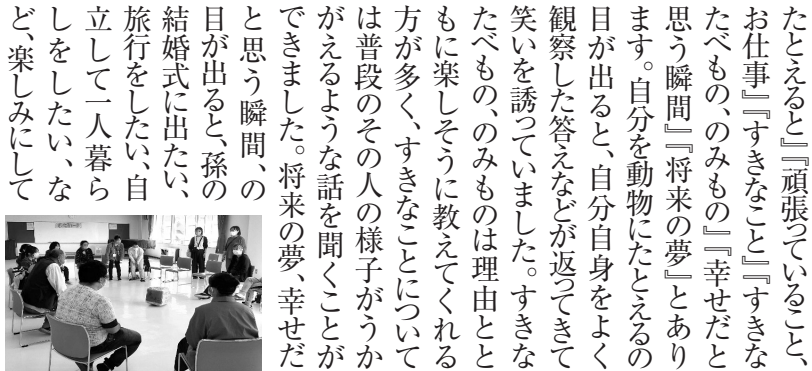 たとえると』『頑張っていること、
お仕事』『すきなこと』『すきな
たべもの、のみもの』『幸せだと
思う瞬間』『将来の夢』とあり
ます。自分を動物にたとえるの
目が出ると、自分自身をよく
観察した答えなどが返ってきて
笑いを誘っていました。すきな
たべもの、のみものは理由とと
もに楽しそうに教えてくれる
方が多く、すきなことについて
は普段のその人の様子がうか
がえるような話を聞くことが
できました。将来の夢、幸せだ
と思う瞬間、の
目が出ると、孫の
結婚式に出たい、
旅行をしたい、自
立して一人暮ら
しをしたい、な
ど、楽しみにして